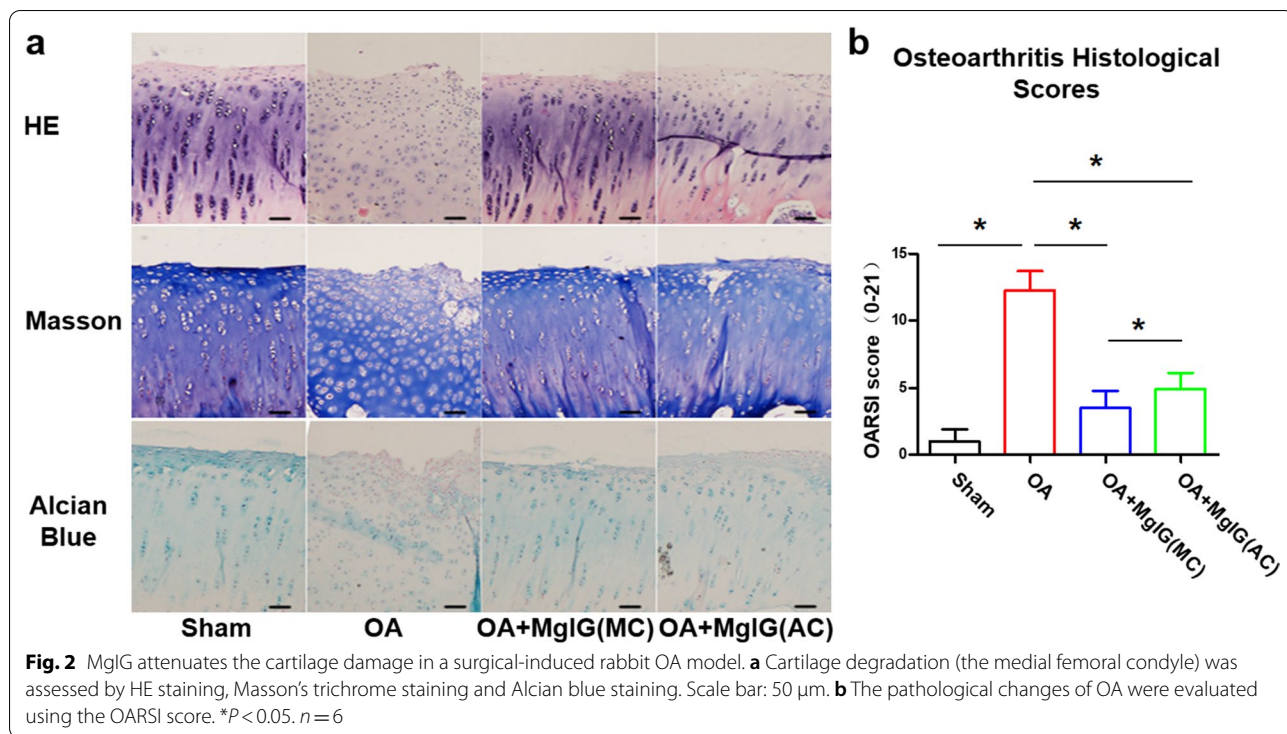 a
HE
Masson
Alcian
Blue
Sham OA OA+MgIG(MC) OA+MgIG(AC)
b
Osteoarthritis Histological
Scores
*
* *
*
OARSI score（0-21）
15
10
5
0
Sham
OA
OA+MgIG(MC)
OA+MgIG(AC)
Fig. 2 MgIG attenuates the cartilage damage in a surgical-induced rabbit OA model. a Cartilage degradation (the medial femoral condyle) was
assessed by HE staining, Masson’s trichrome staining and Alcian blue staining. Scale bar: 50 µm. b The pathological changes of OA were evaluated
using the OARSI score. *P < 0.05. n = 6